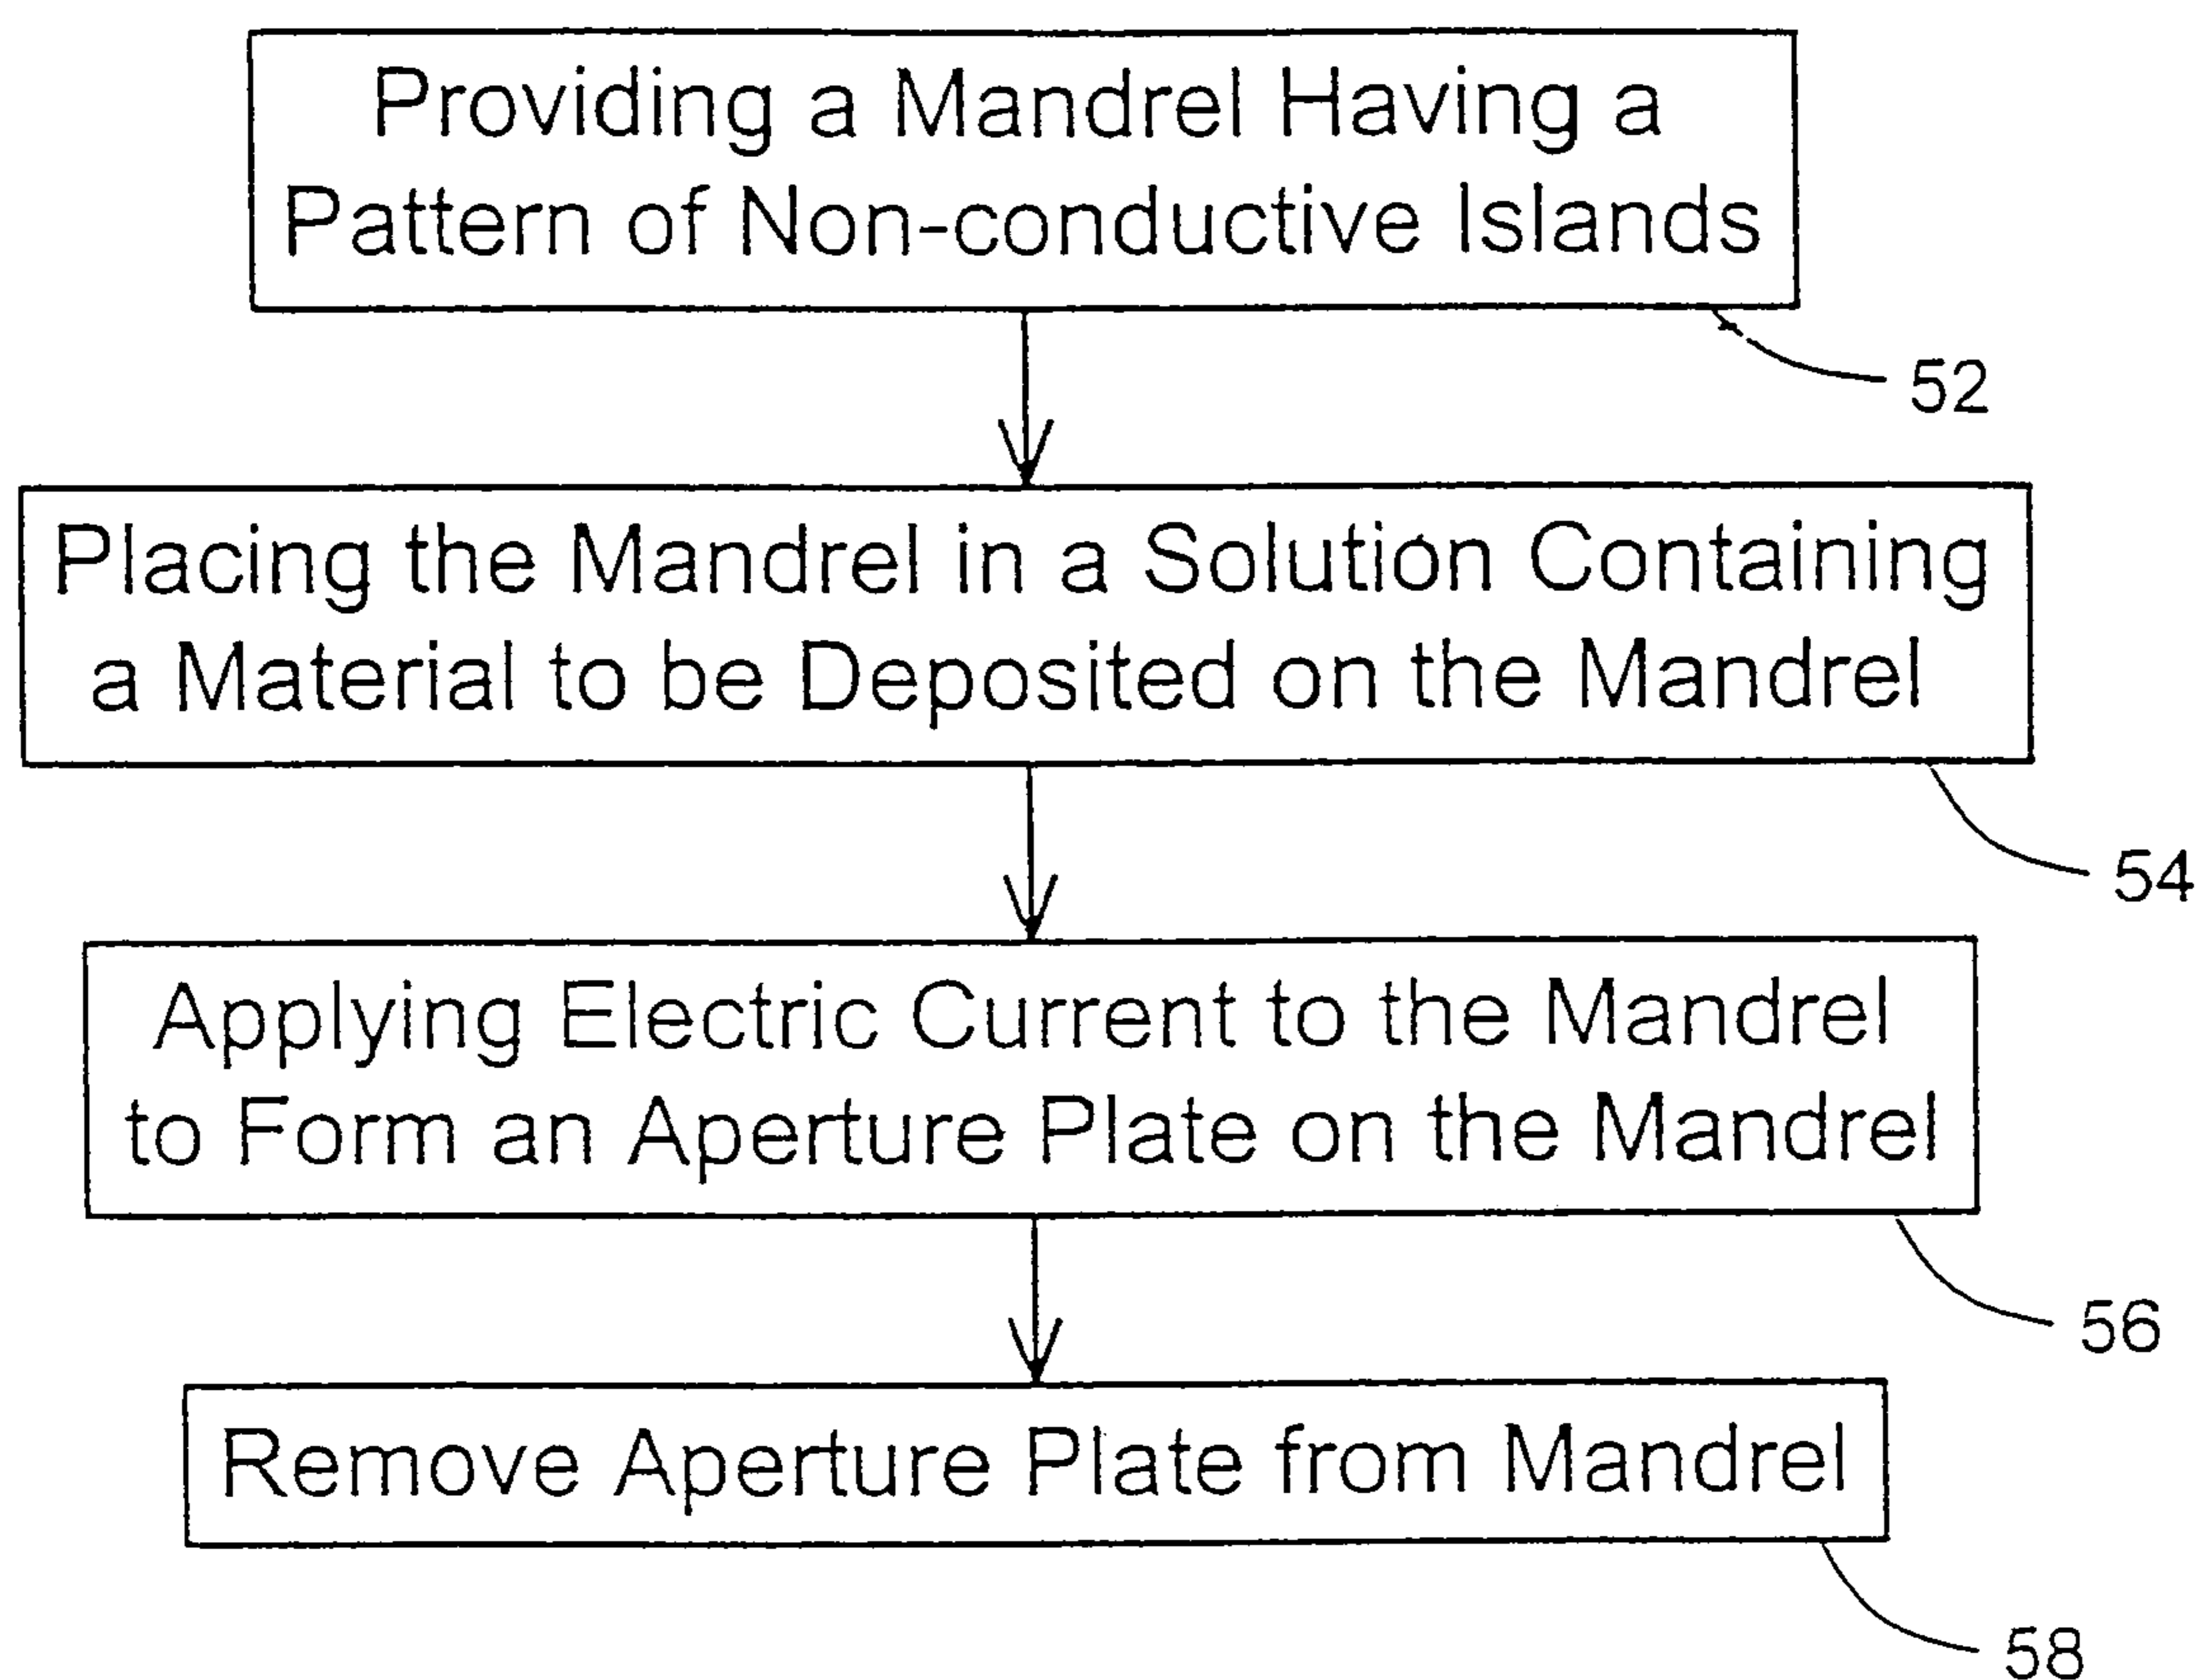 Providing a Mandrel Having a
Pattern of Non-conductive Islands
52
Placing the Mandrel in a Solution Containing
a Material to be Deposited on the Mandrel
54
Applying Electric Current to the Mandrel
to Form an Aperture Plate on the Mandrel
56
Remove Aperture Plate from Mandrel
58